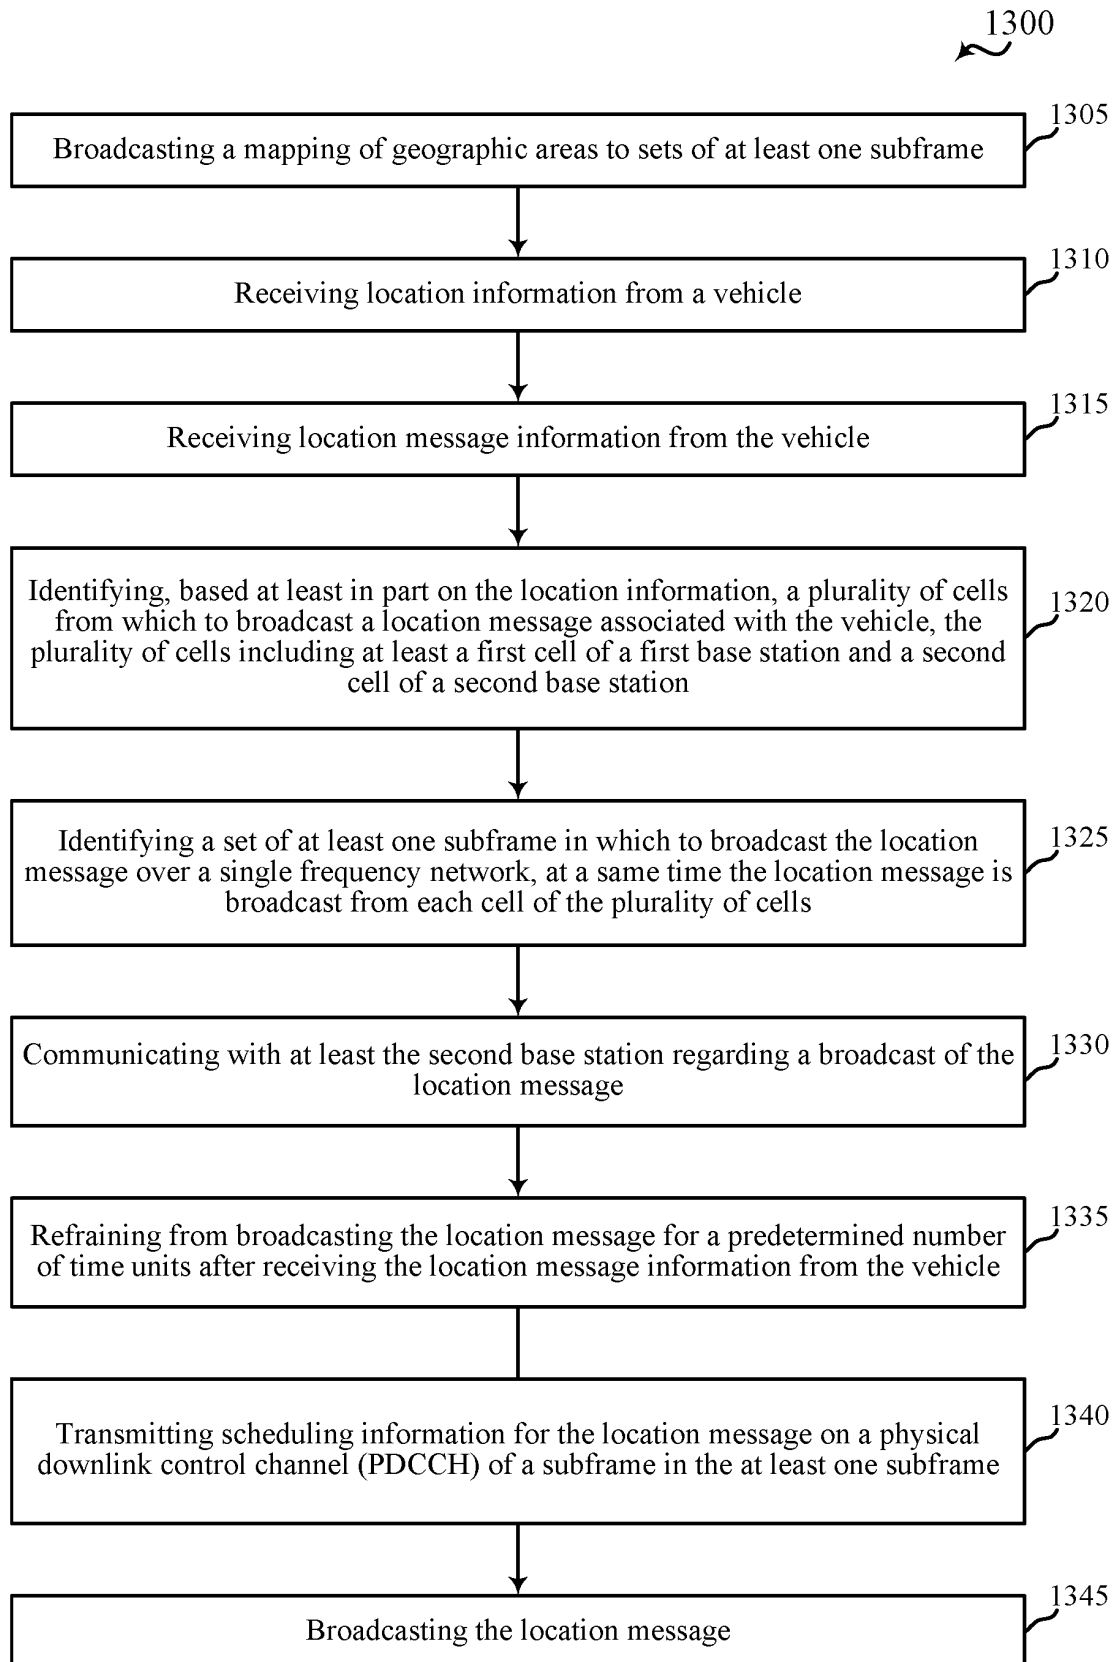 1300
1305
Broadcasting a mapping of geographic areas to sets of at least one subframe
1310
Receiving location information from a vehicle
1315
Receiving location message information from the vehicle
1320
Identifying, based at least in part on the location information, a plurality of cells
from which to broadcast a location message associated with the vehicle, the
plurality of cells including at least a first cell of a first base station and a second
cell of a second base station
1325
Identifying a set of at least one subframe in which to broadcast the location
message over a single frequency network, at a same time the location message is
broadcast from each cell of the plurality of cells
1330
Communicating with at least the second base station regarding a broadcast of the
location message
1335
Refraining from broadcasting the location message for a predetermined number
of time units after receiving the location message information from the vehicle
1340
Transmitting scheduling information for the location message on a physical
downlink control channel (PDCCH) of a subframe in the at least one subframe
1345
Broadcasting the location message